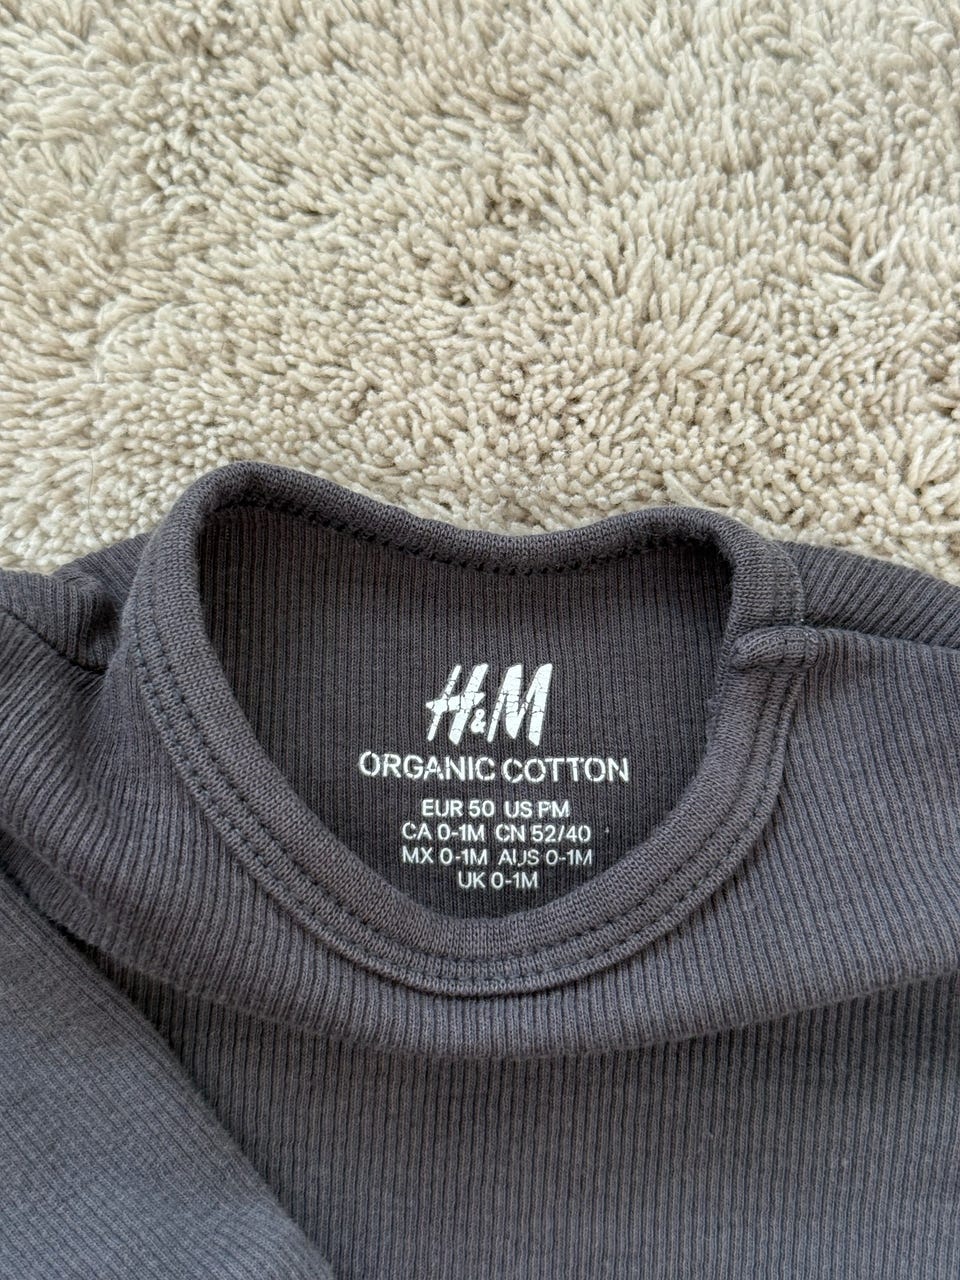 H&M
ORGANIC COTTON
EUR 50 US PM
CA 0-1M CN 52/40
MX 0-1M AUS 0-1M
UK 0-1M